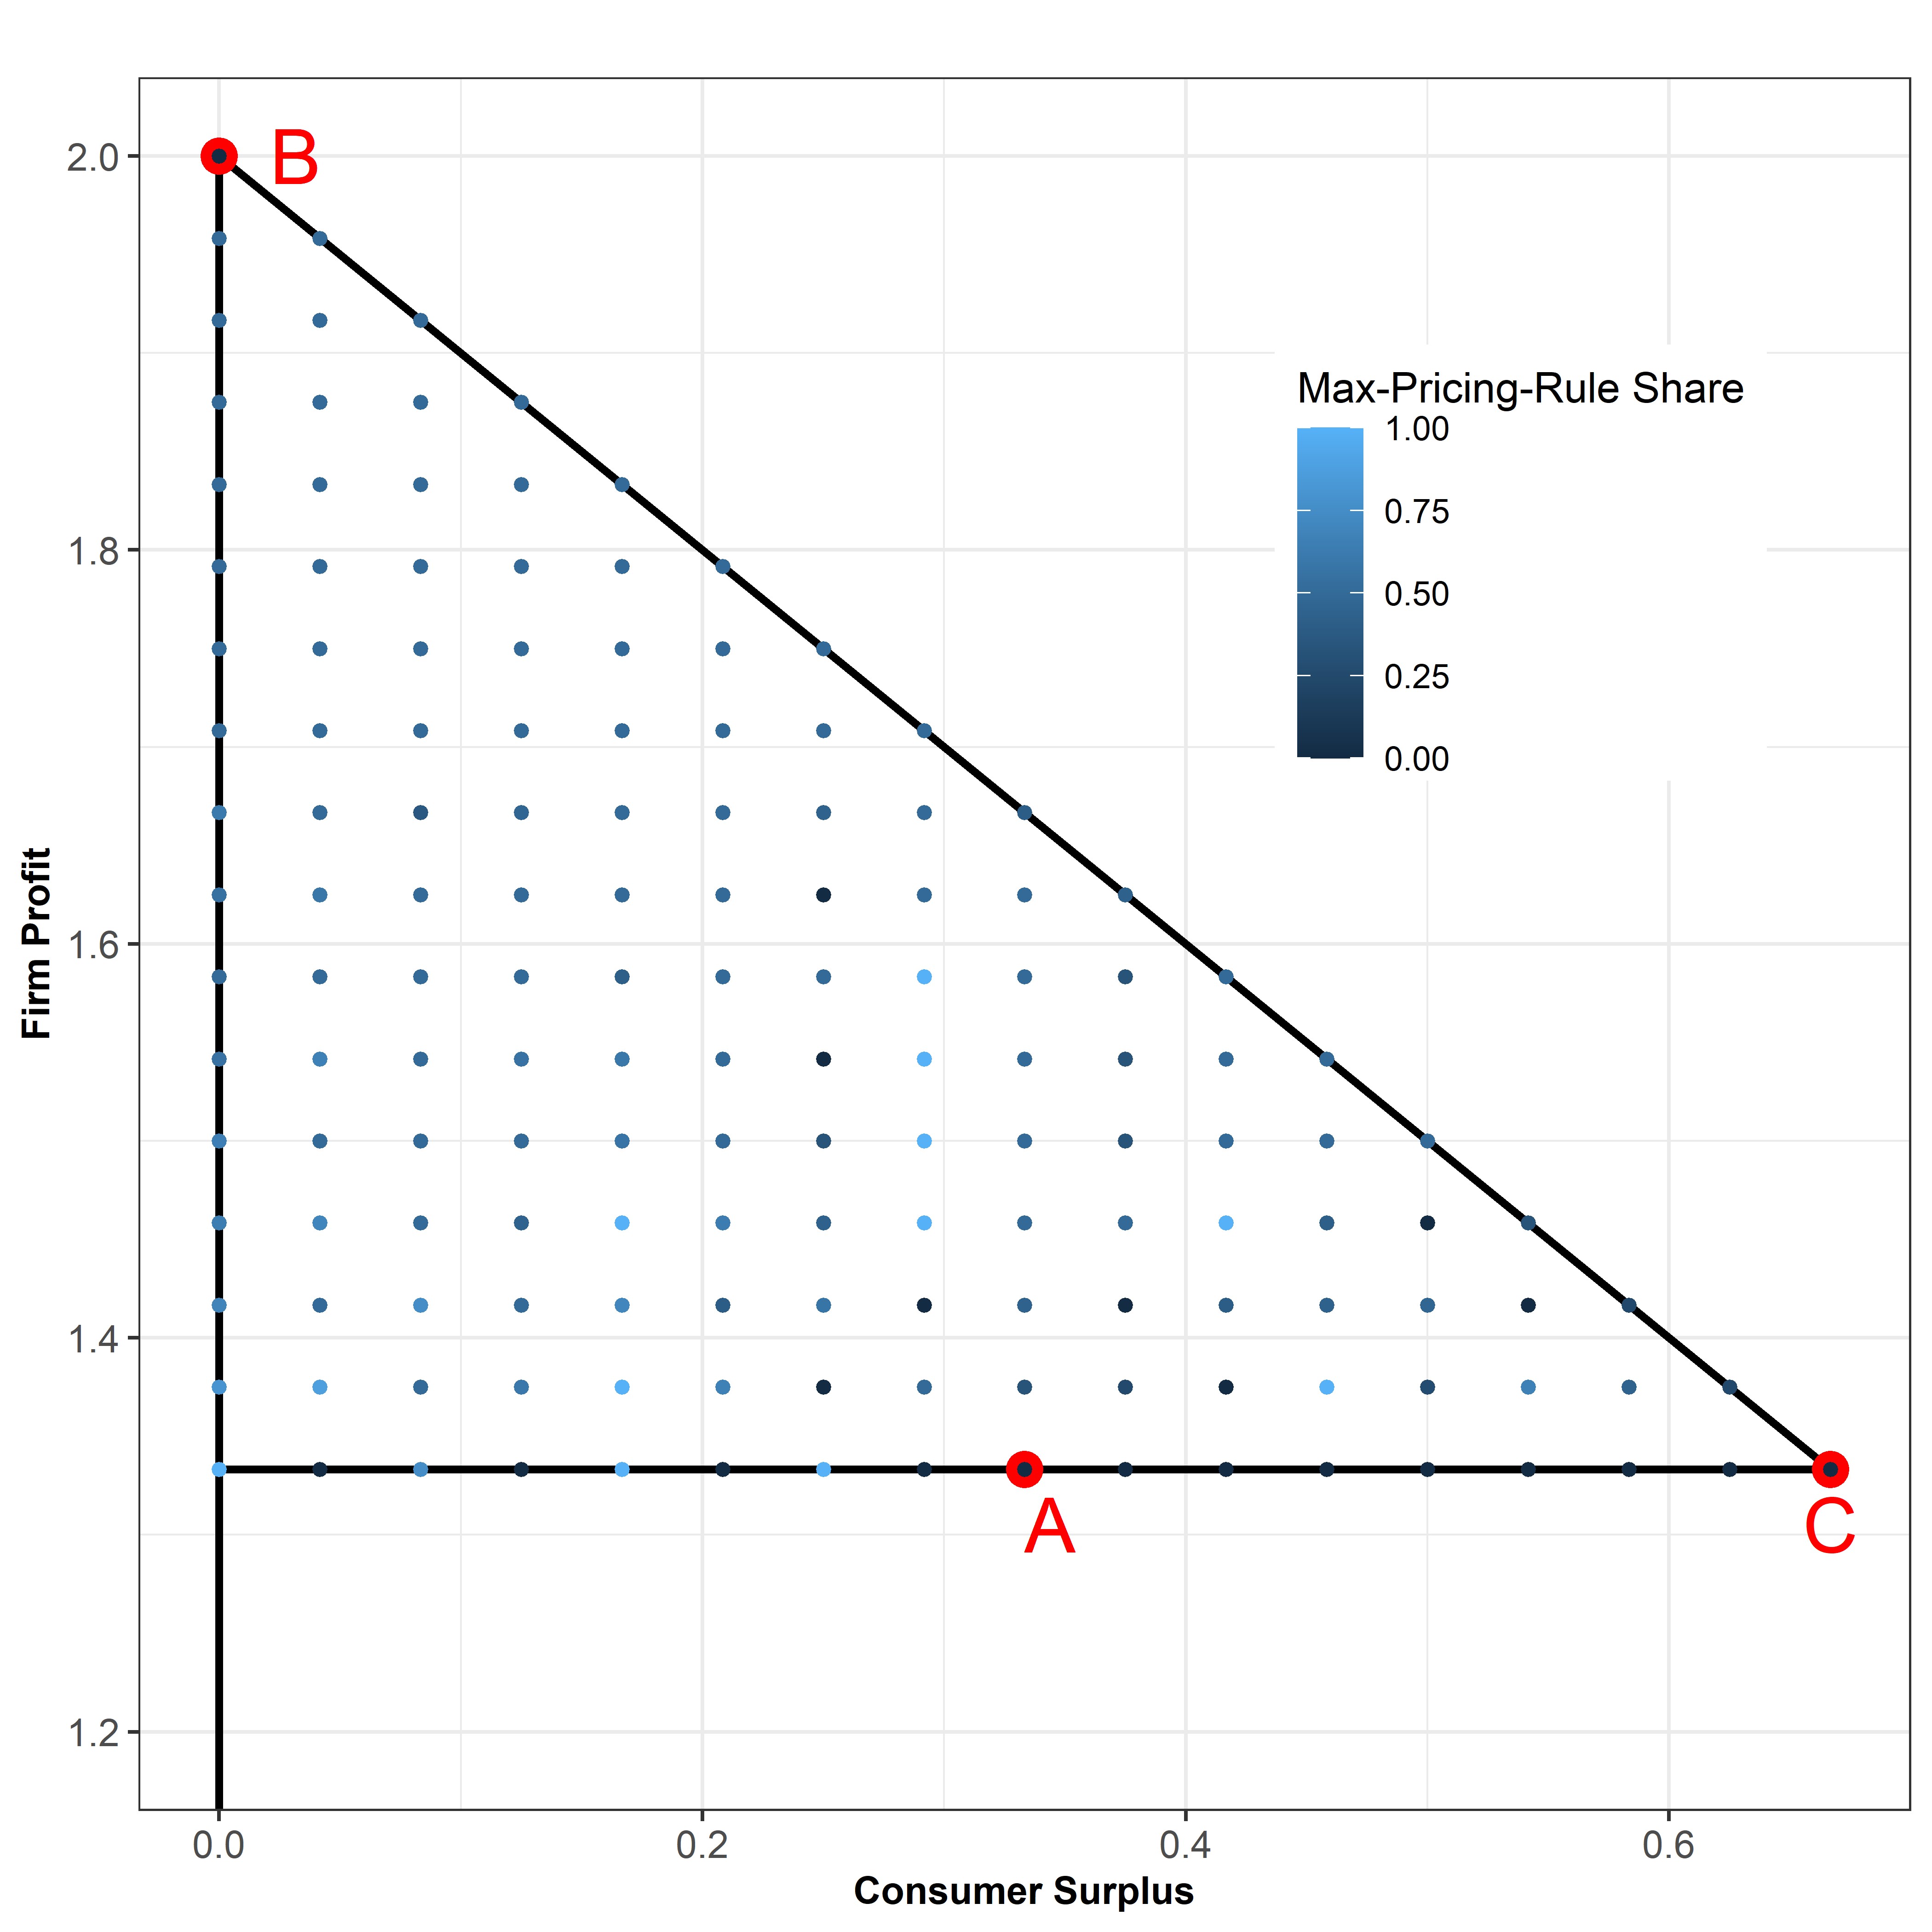 B
2.0
Max-Pricing-Rule Share
1.00
0.75
0.50
0.25
0.00
1.8
Firm Profit
1.6
1.4
A
C
1.2
0.0 0.2 0.4 0.6
Consumer Surplus